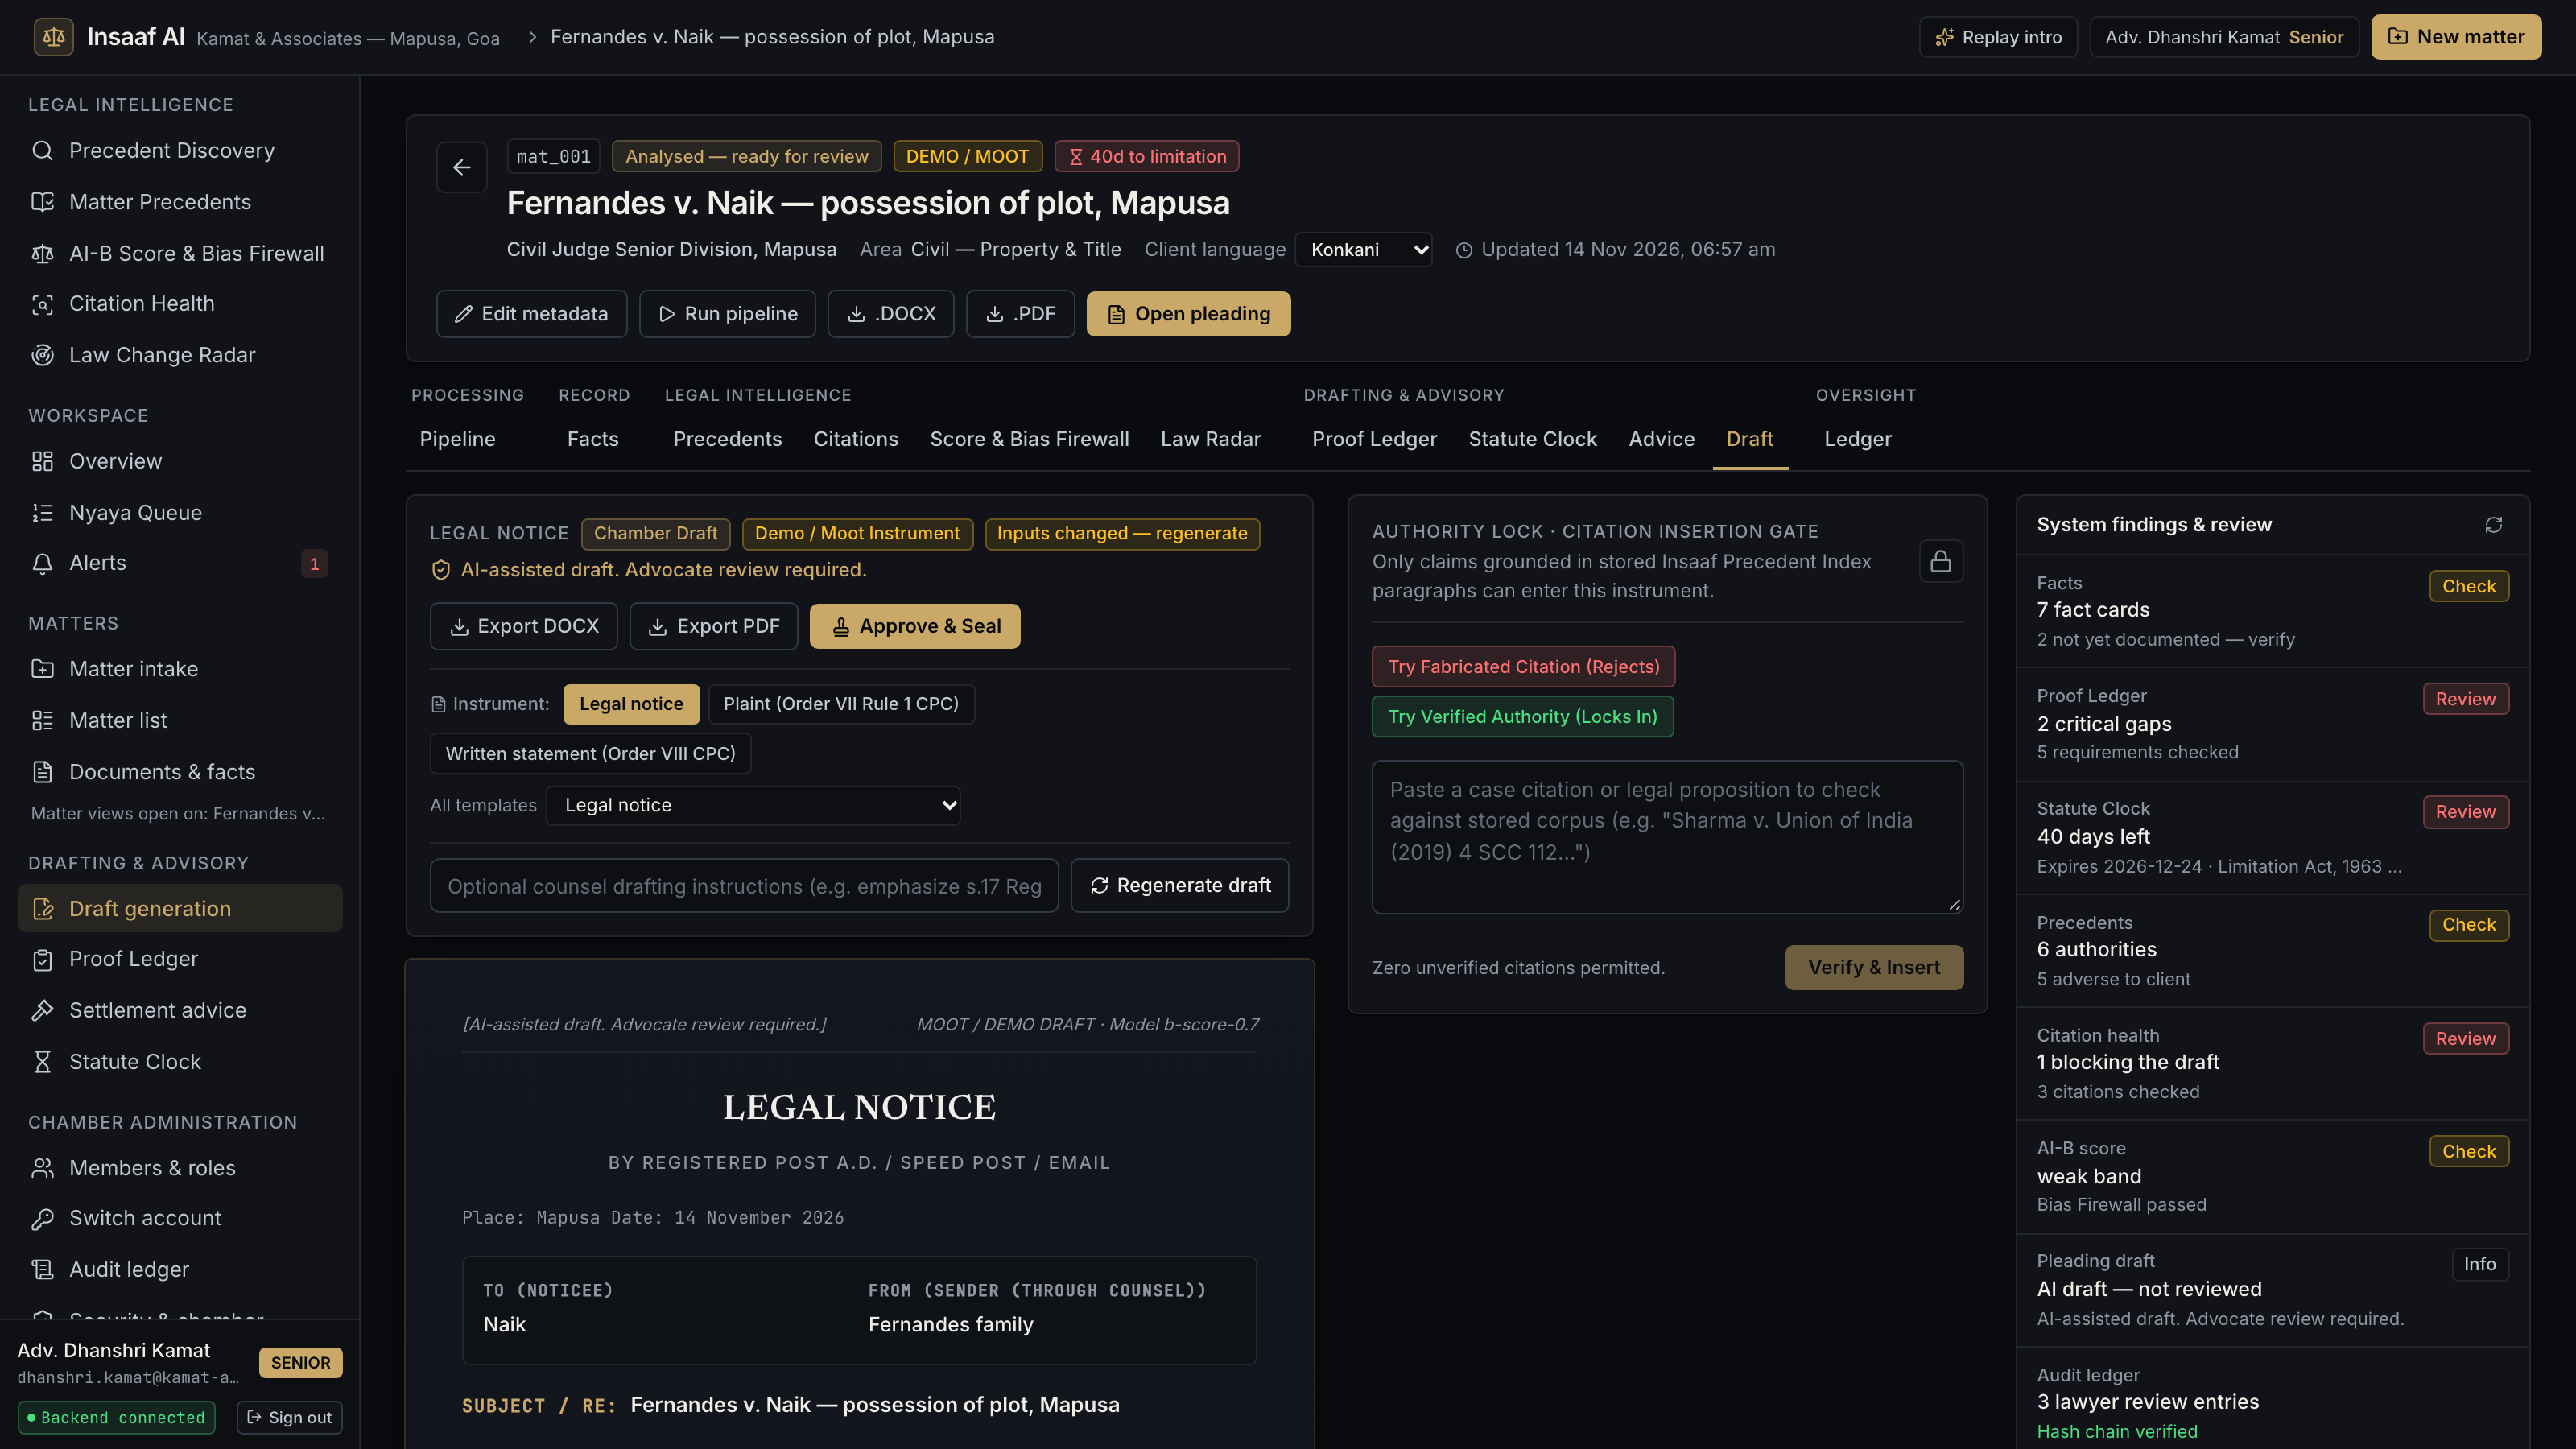 Insaaf AI Kamat & Associates — Mapusa, Goa Fernandes v. Naik — possession of plot, Mapusa
Replay intro
Adv. Dhanshri Kamat Senior
New matter
LEGAL INTELLIGENCE
Precedent Discovery
Matter Precedents
AI-B Score & Bias Firewall
Citation Health
Law Change Radar
WORKSPACE
Overview
Nyaya Queue
Alerts 1
MATTERS
Matter intake
Matter list
Documents & facts
Matter views open on: Fernandes v...
DRAFTING & ADVISORY
Draft generation
Proof Ledger
Settlement advice
Statute Clock
CHAMBER ADMINISTRATION
Members & roles
Switch account
Audit ledger
Adv. Dhanshri Kamat
dhanshri.kamat@kamat-a…
SENIOR
Backend connected
Sign out
mat_001 Analysed — ready for review DEMO / MOOT 40d to limitation
Fernandes v. Naik — possession of plot, Mapusa
Civil Judge Senior Division, Mapusa Area Civil — Property & Title Client language Konkani Updated 14 Nov 2026, 06:57 am
Edit metadata Run pipeline .DOCX .PDF Open pleading
PROCESSING RECORD LEGAL INTELLIGENCE DRAFTING & ADVISORY OVERSIGHT
Pipeline Facts Precedents Citations Score & Bias Firewall Law Radar Proof Ledger Statute Clock Advice Draft Ledger
LEGAL NOTICE Chamber Draft Demo / Moot Instrument Inputs changed — regenerate
AI-assisted draft. Advocate review required.
Export DOCX Export PDF Approve & Seal
Instrument: Legal notice Plaint (Order VII Rule 1 CPC)
Written statement (Order VIII CPC)
All templates Legal notice
Optional counsel drafting instructions (e.g. emphasize s.17 Reg
Regenerate draft
[AI-assisted draft. Advocate review required.] MOOT / DEMO DRAFT · Model b-score-0.7
LEGAL NOTICE
BY REGISTERED POST A.D. / SPEED POST / EMAIL
Place: Mapusa Date: 14 November 2026
TO (NOTICEE) FROM (SENDER (THROUGH COUNSEL))
Naik Fernandes family
SUBJECT / RE: Fernandes v. Naik — possession of plot, Mapusa
AUTHORITY LOCK · CITATION INSERTION GATE
Only claims grounded in stored Insaaf Precedent Index
paragraphs can enter this instrument.
Try Fabricated Citation (Rejects)
Try Verified Authority (Locks In)
Paste a case citation or legal proposition to check
against stored corpus (e.g. "Sharma v. Union of India
(2019) 4 SCC 112...")
Zero unverified citations permitted.
Verify & Insert
System findings & review
Facts
7 fact cards
2 not yet documented — verify
Check
Proof Ledger
2 critical gaps
5 requirements checked
Review
Statute Clock
40 days left
Expires 2026-12-24 · Limitation Act, 1963 ...
Review
Precedents
6 authorities
5 adverse to client
Check
Citation health
1 blocking the draft
3 citations checked
Review
AI-B score
weak band
Bias Firewall passed
Check
Pleading draft
AI draft — not reviewed
AI-assisted draft. Advocate review required.
Info
Audit ledger
3 lawyer review entries
Hash chain verified